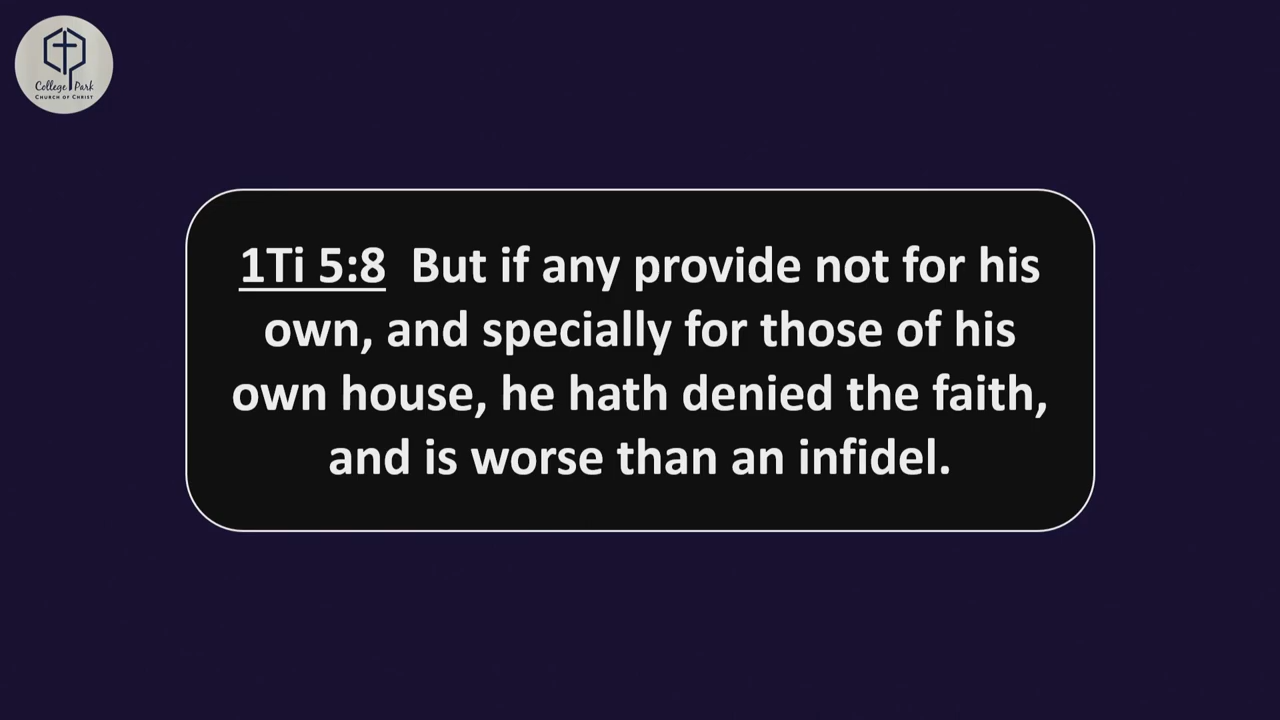 College Park
CHURCH OF CHRIST
1Ti 5:8 But if any provide not for his
own, and specially for those of his
own house, he hath denied the faith,
and is worse than an infidel.